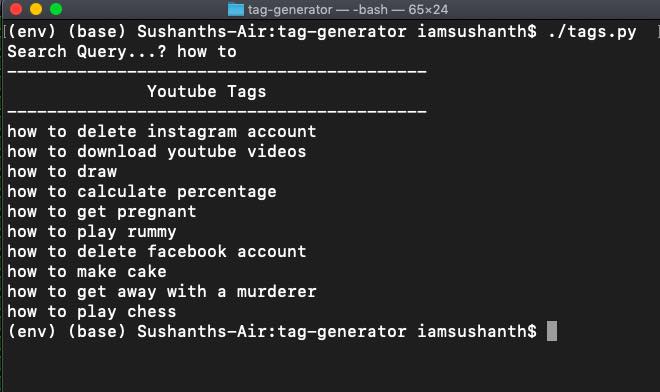 tag-generator — -bash — 65×24
(env) (base) Sushanths-Air:tag-generator iamsushanth$ ./tags.py
Search Query...? how to
------------------------------------------
Youtube Tags
------------------------------------------
how to delete instagram account
how to download youtube videos
how to draw
how to calculate percentage
how to get pregnant
how to play rummy
how to delete facebook account
how to make cake
how to get away with a murderer
how to play chess
(env) (base) Sushanths-Air:tag-generator iamsushanth$